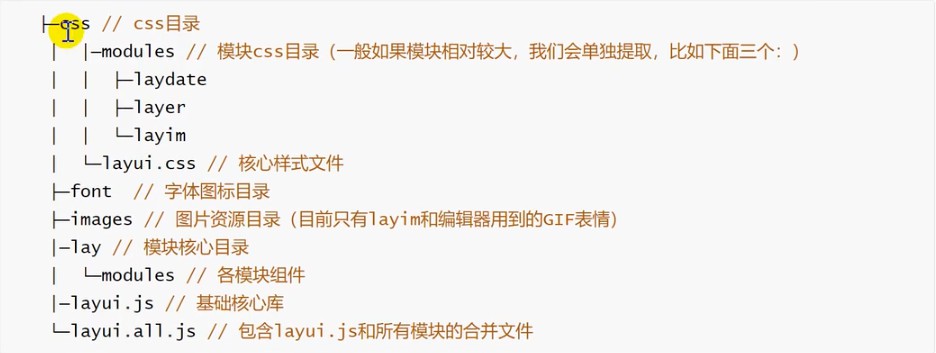 ├─css // css目录
│  │─modules // 模块css目录（一般如果模块相对较大，我们会单独提取，比如下面三个：）
│  │  ├─laydate
│  │  ├─layer
│  │  └─layim
│  └─layui.css // 核心样式文件
├─font  // 字体图标目录
├─images // 图片资源目录（目前只有layim和编辑器用到的GIF表情）
│─lay // 模块核心目录
│  └─modules // 各模块组件
│─layui.js // 基础核心库
└─layui.all.js // 包含layui.js和所有模块的合并文件